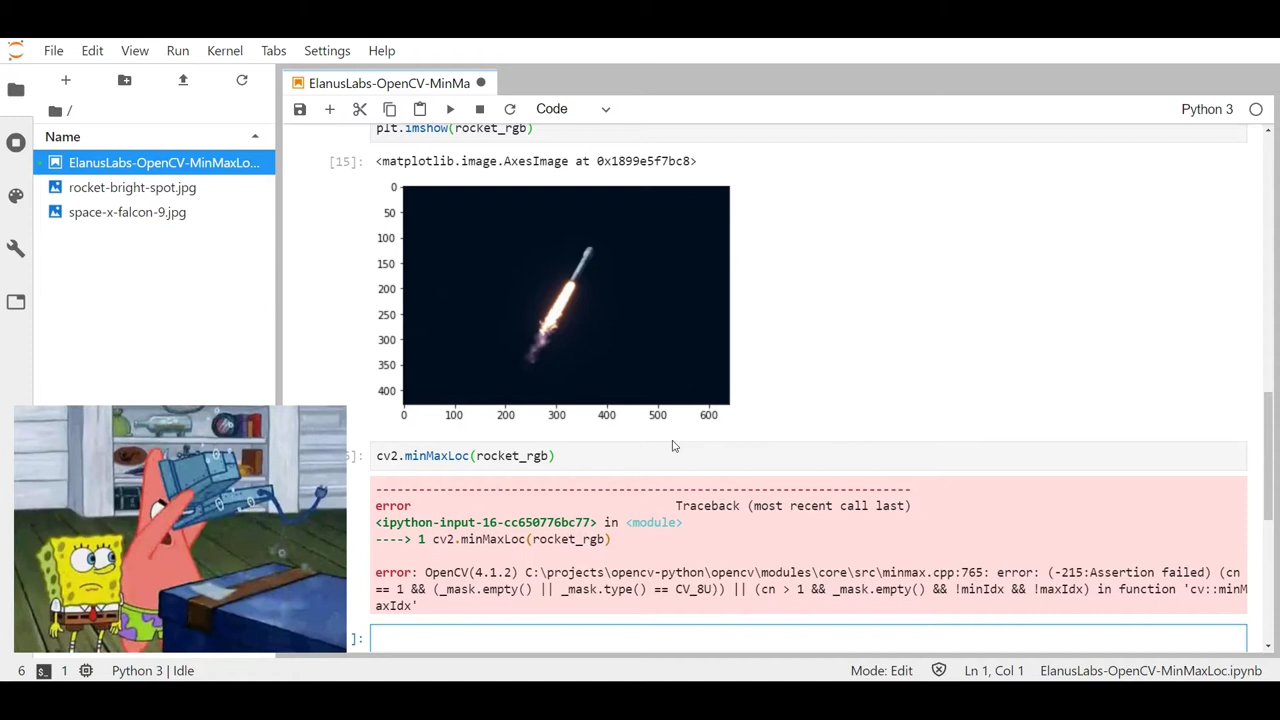 File Edit View Run Kernel Tabs Settings Help
ElanusLabs-OpenCV-MinMa
Code
Python 3
/
Name
ElanusLabs-OpenCV-MinMaxLo...
rocket-bright-spot.jpg
space-x-falcon-9.jpg
plt.imshow(rocket_rgb)
[15]: <matplotlib.image.AxesImage at 0x1899e5f7bc8>
0
50
100
150
200
250
300
350
400
0 100 200 300 400 500 600
]: cv2.minMaxLoc(rocket_rgb)
---------------------------------------------------------------------------
error Traceback (most recent call last)
<ipython-input-16-cc650776bc77> in <module>
----> 1 cv2.minMaxLoc(rocket_rgb)
error: OpenCV(4.1.2) C:\projects\opencv-python\opencv\modules\core\src\minmax.cpp:765: error: (-215:Assertion failed) (cn
== 1 && (_mask.empty() || _mask.type() == CV_8U)) || (cn > 1 && _mask.empty() && !minIdx && !maxIdx) in function 'cv::minM
axIdx'
]:
6 1 Python 3 | Idle Mode: Edit Ln 1, Col 1 ElanusLabs-OpenCV-MinMaxLoc.ipynb